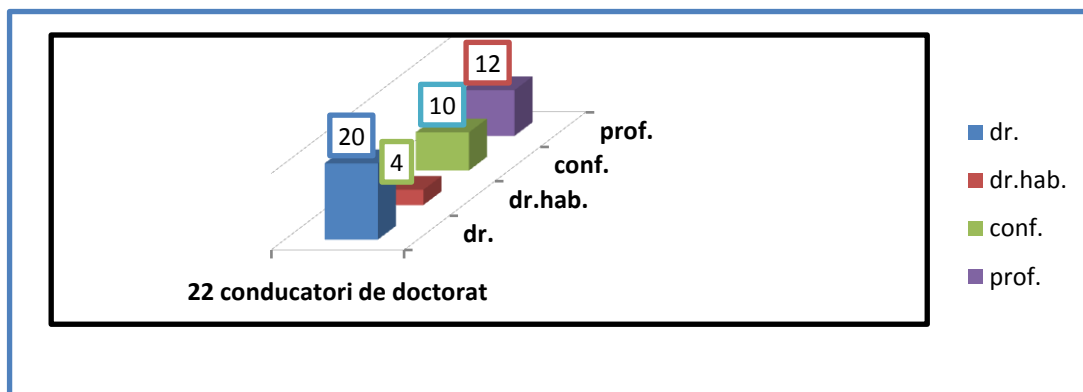 12
10
20
4
prof.
conf.
dr.hab.
dr.
22 conducatori de doctorat
dr.
dr.hab.
conf.
prof.